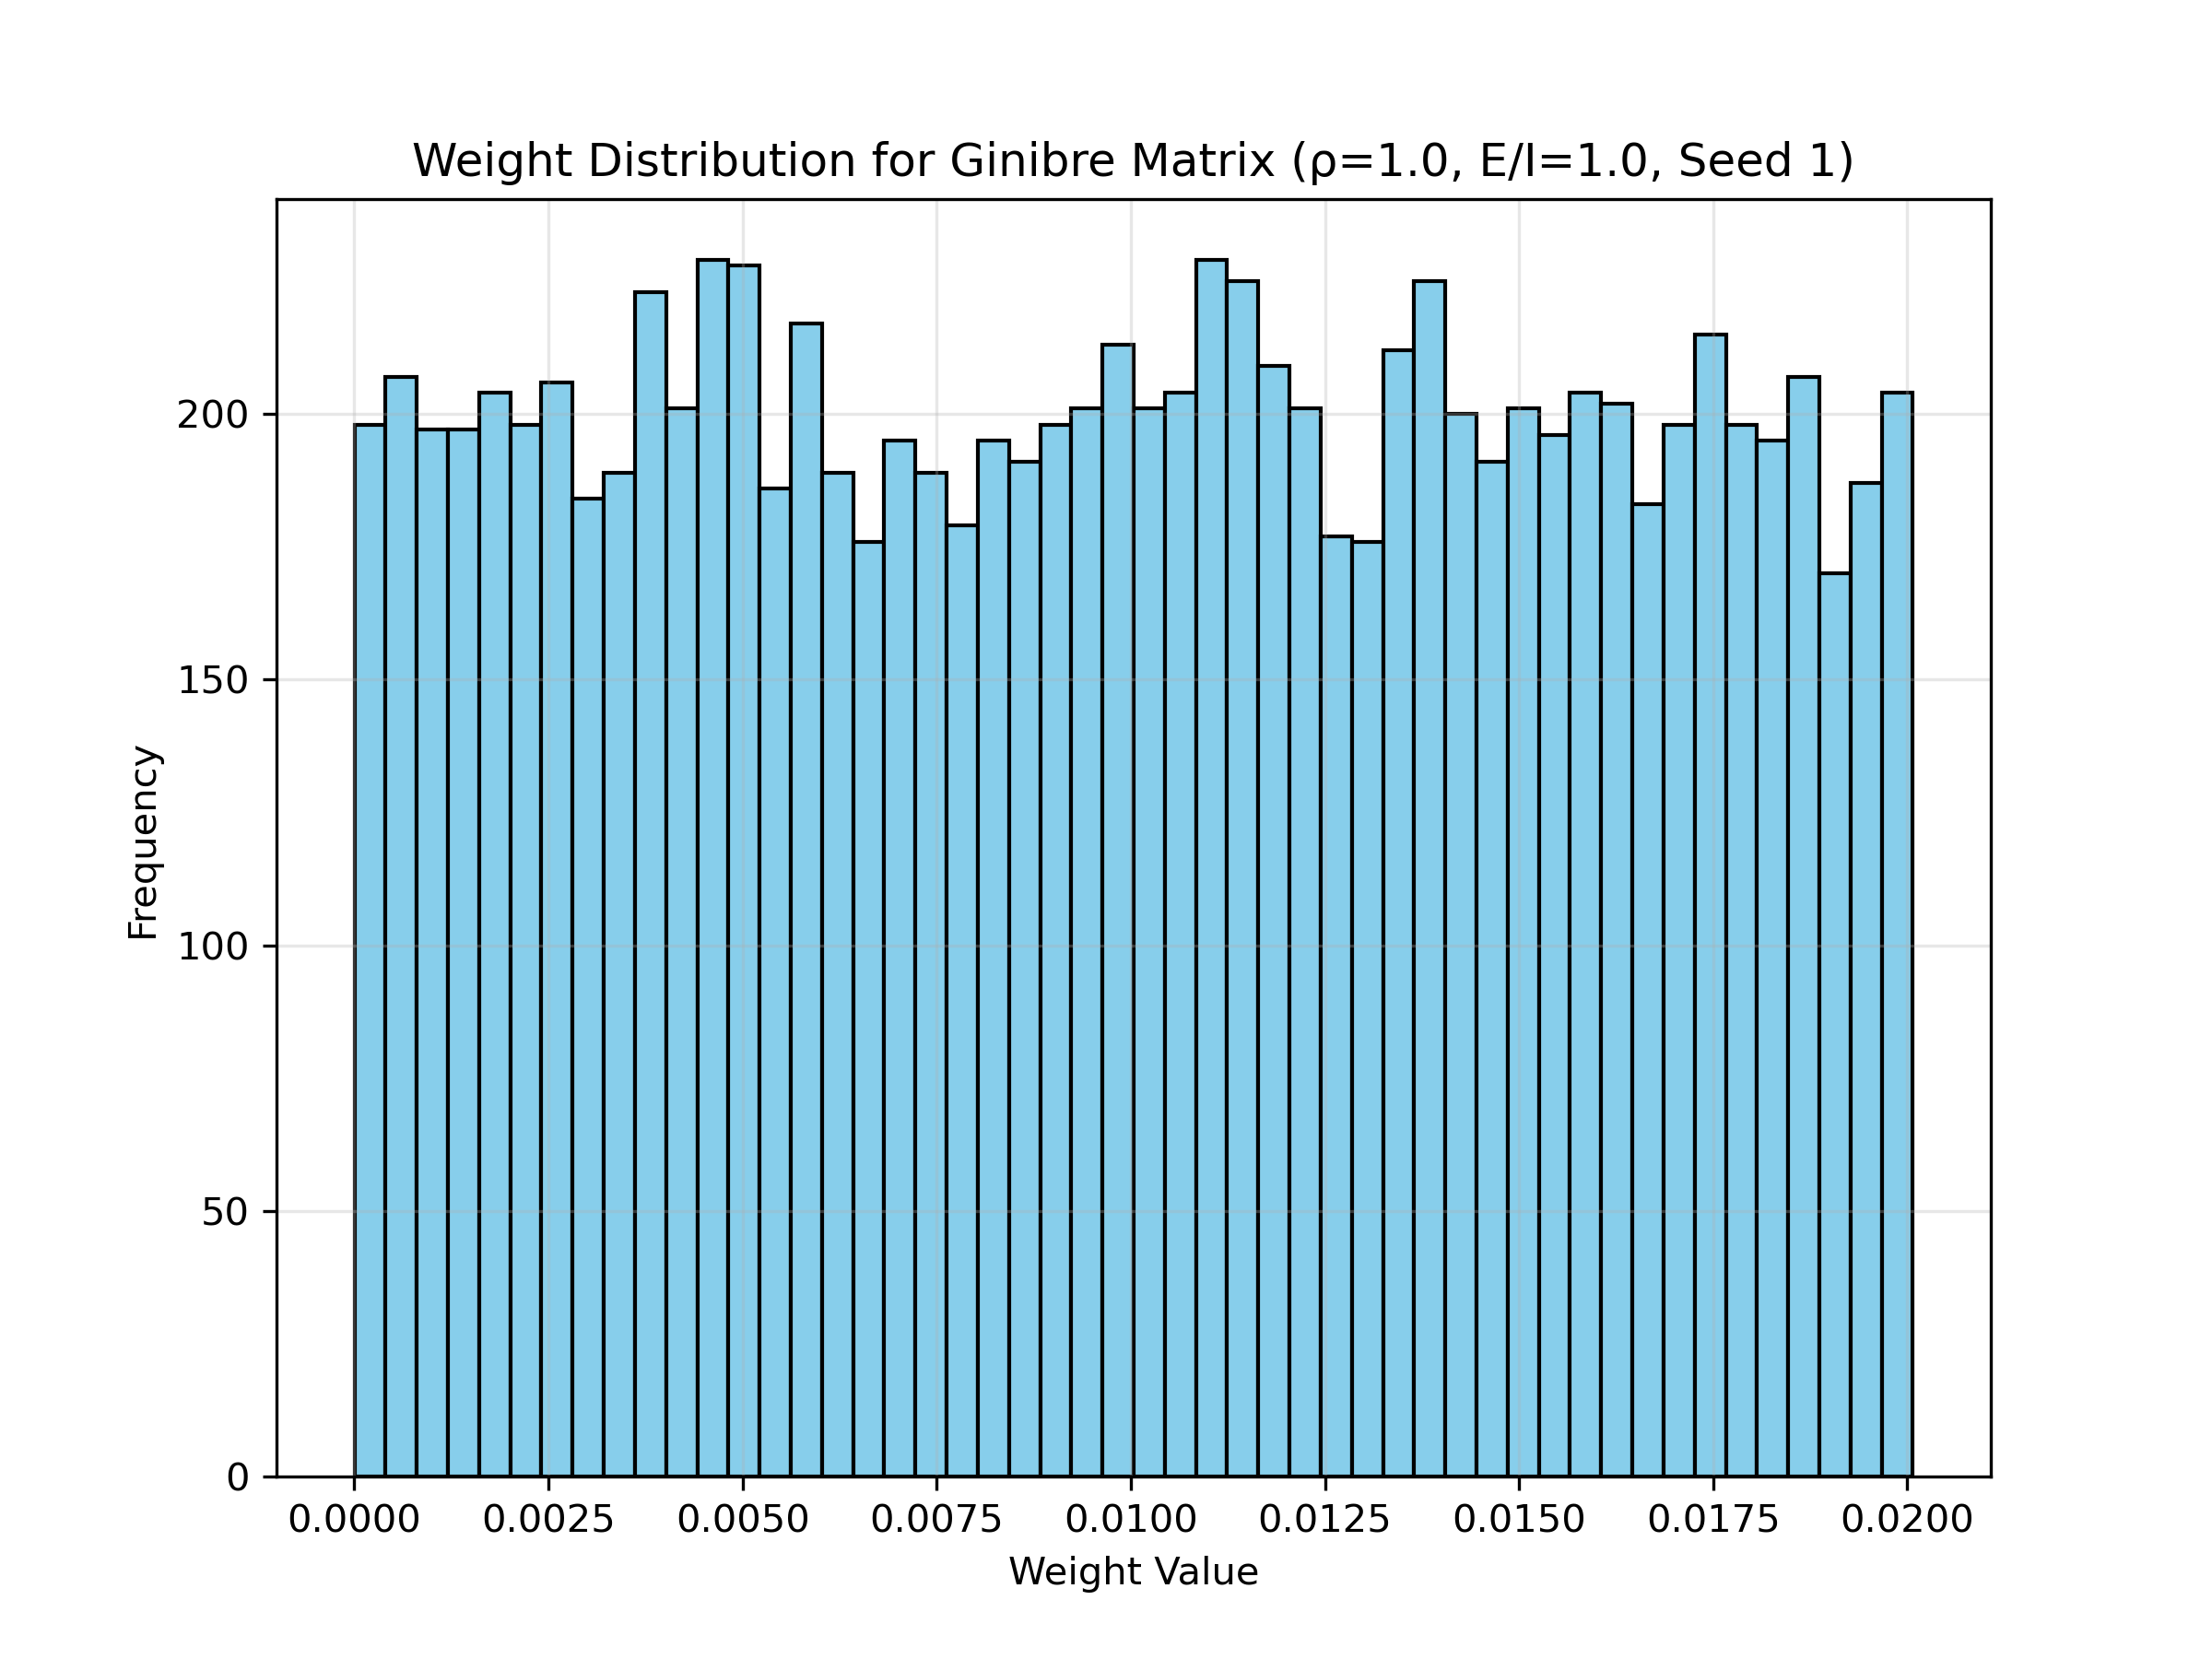 Weight Distribution for Ginibre Matrix (ρ=1.0, E/I=1.0, Seed 1)
Frequency
200
150
100
50
0
0.0000 0.0025 0.0050 0.0075 0.0100 0.0125 0.0150 0.0175 0.0200
Weight Value